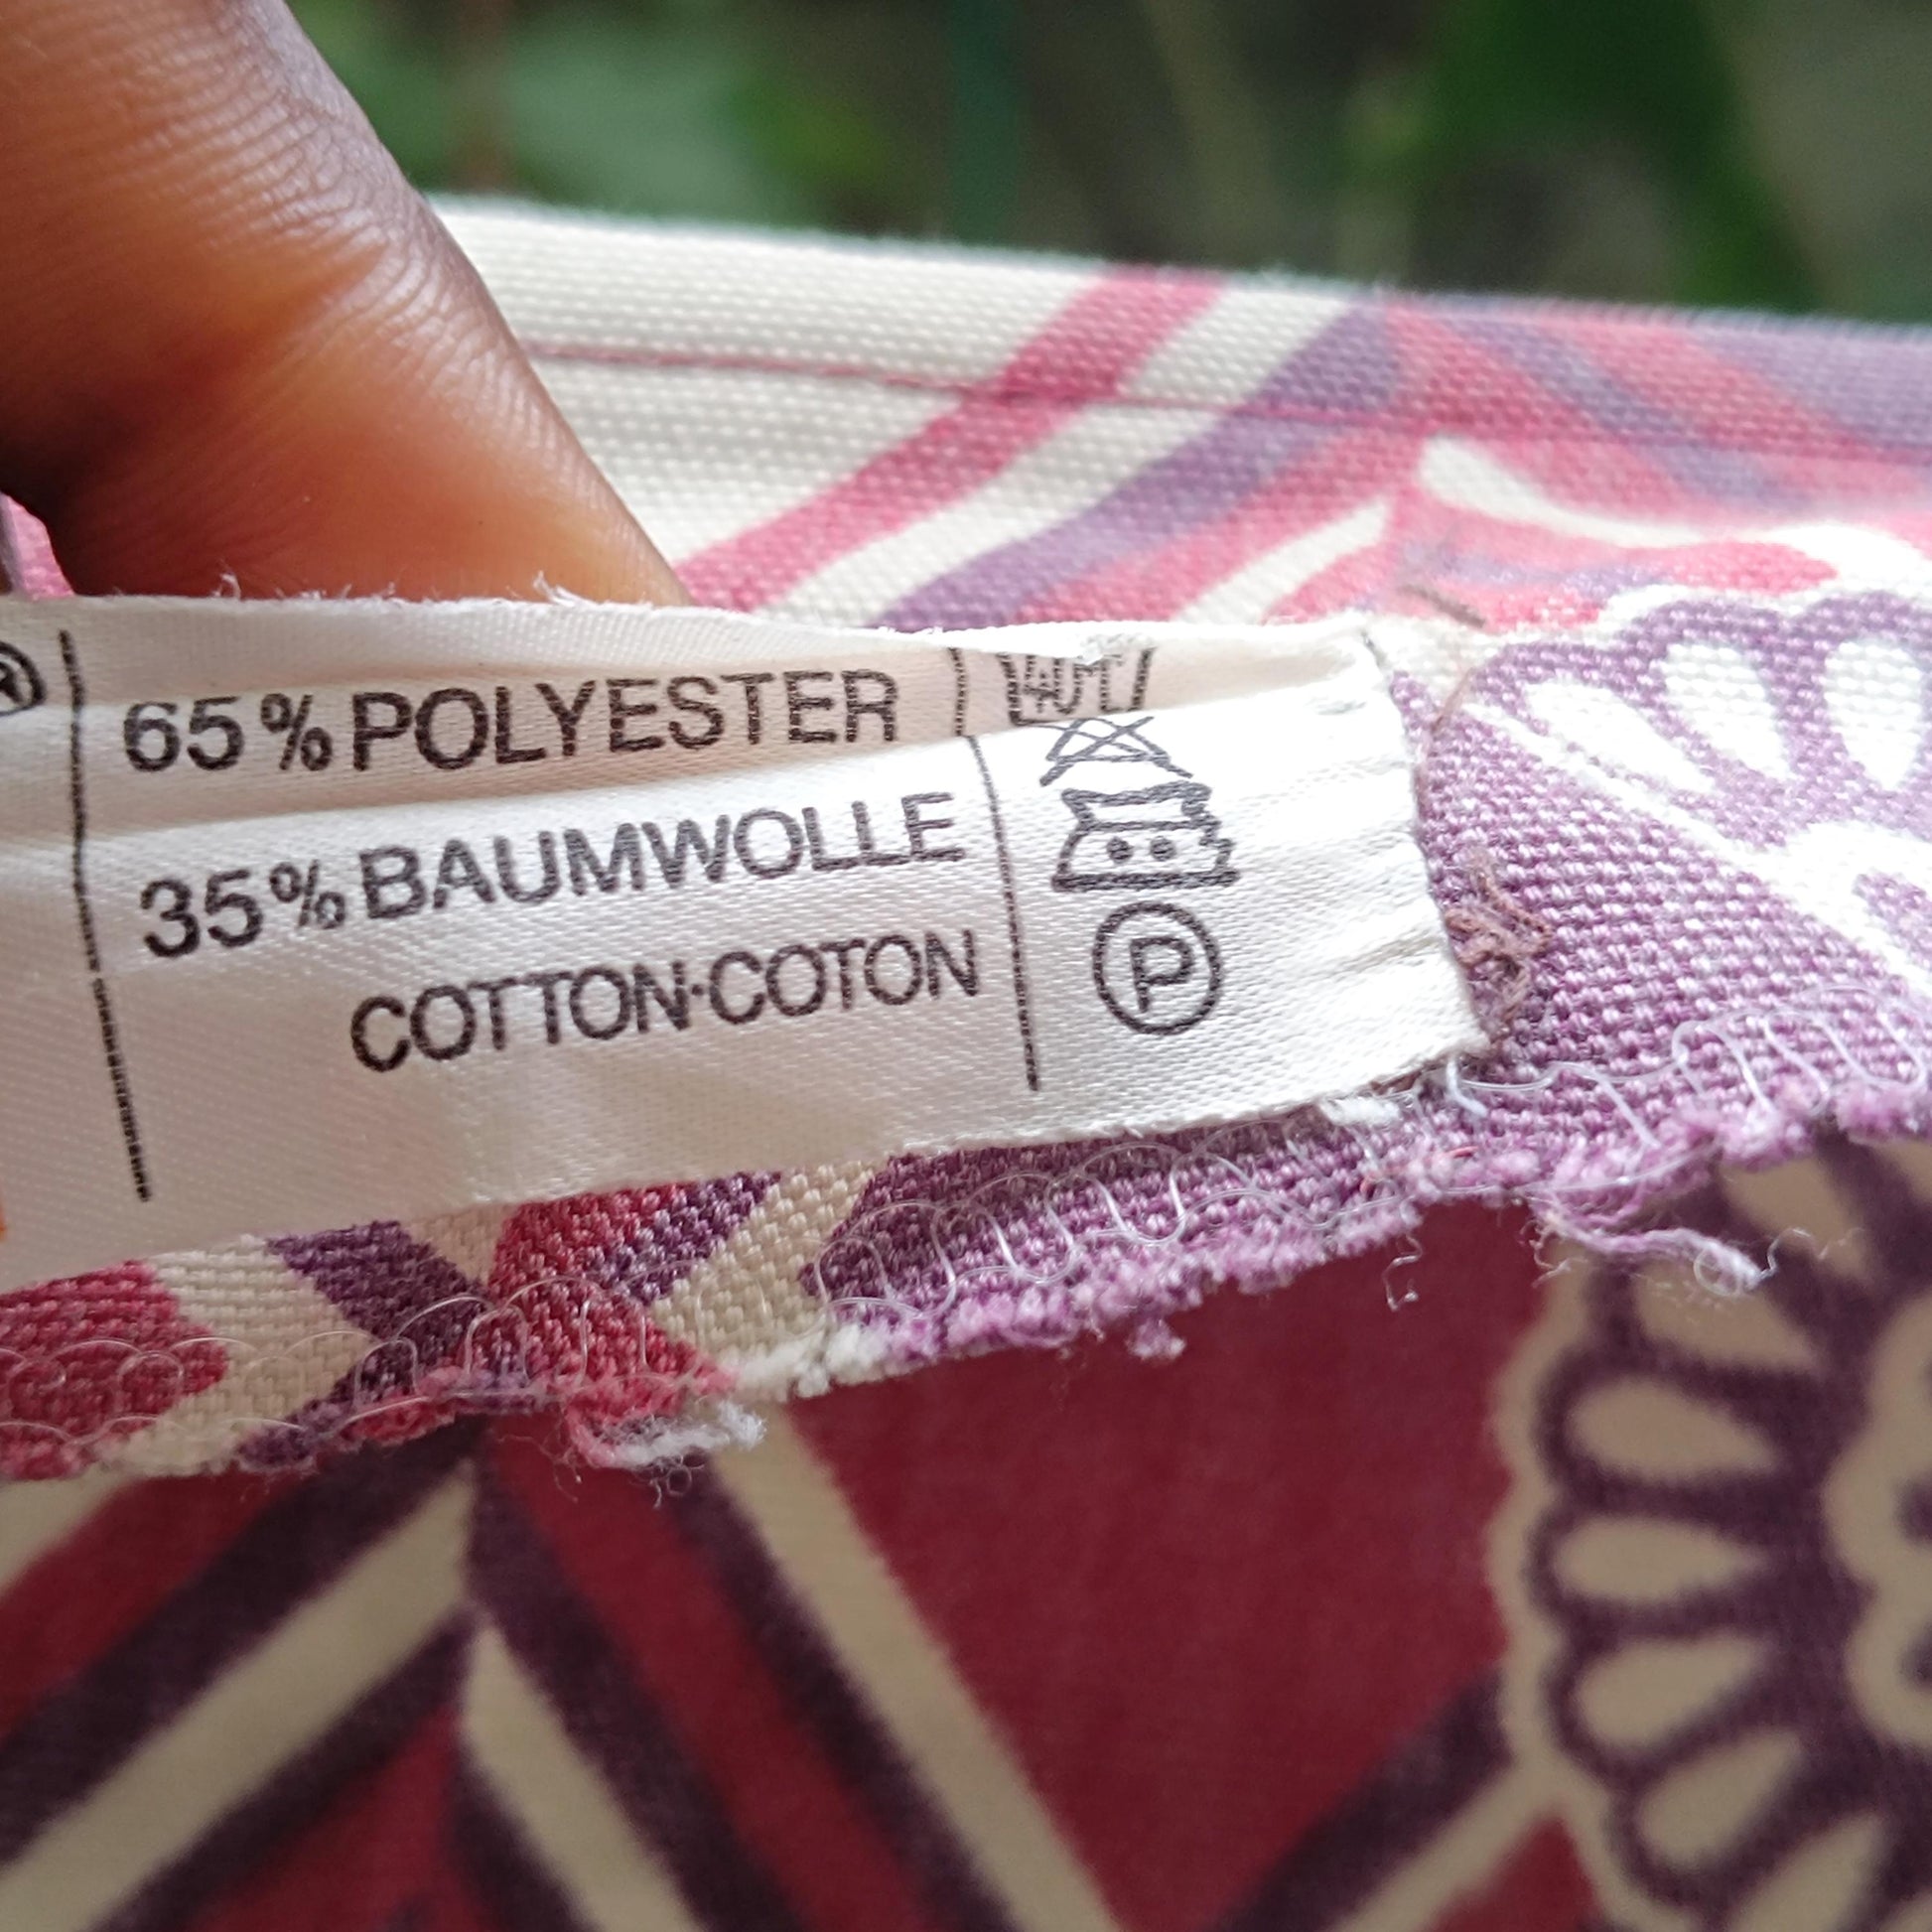 ®
65% POLYESTER
35% BAUMWOLLE
COTTON·COTON
P